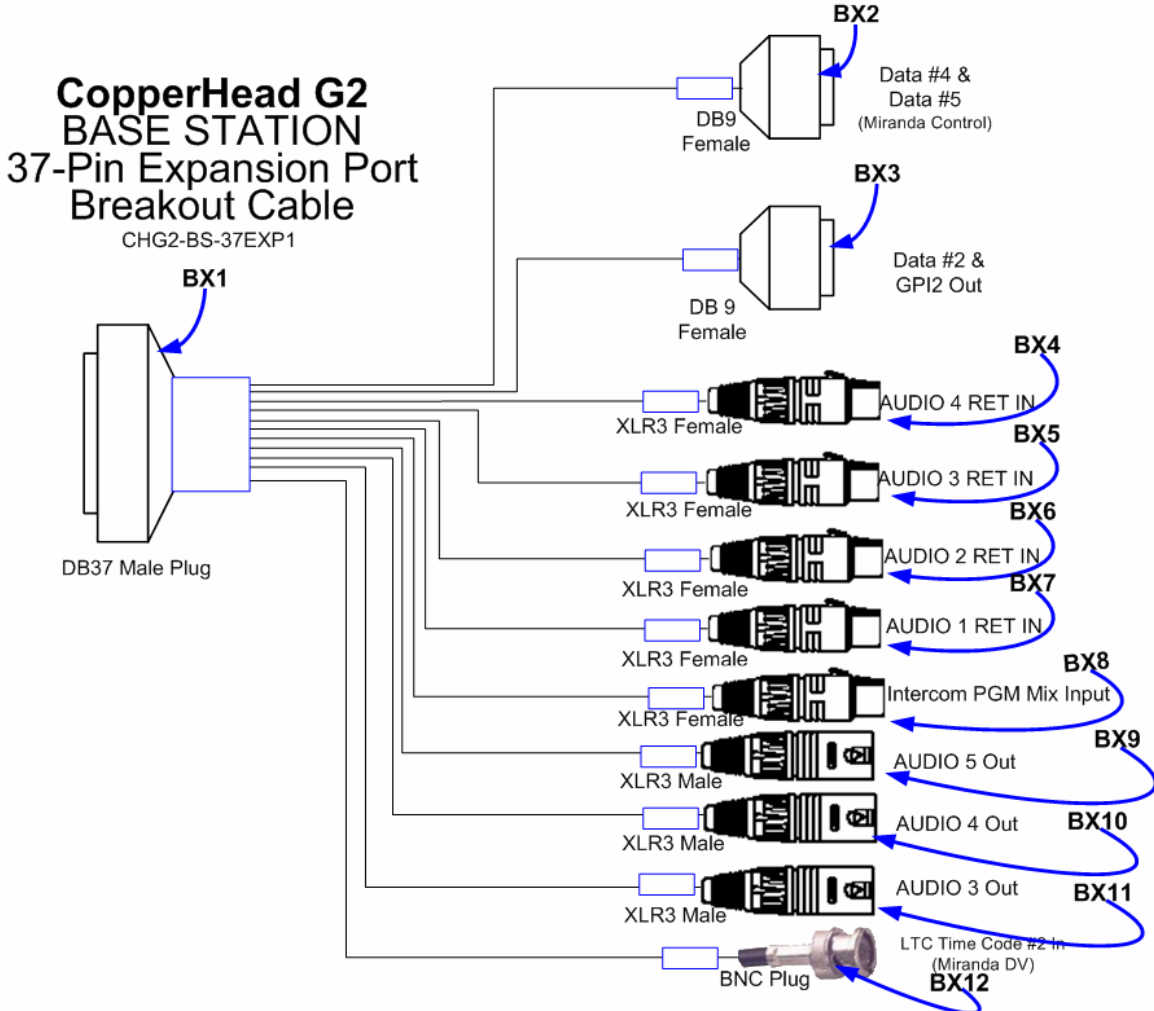 CopperHead G2
BASE STATION
37-Pin Expansion Port
Breakout Cable
CHG2-BS-37EXP1
BX1
DB37 Male Plug
BX2
Data #4 &
Data #5
(Miranda Control)
DB9
Female
BX3
Data #2 &
GPI2 Out
DB 9
Female
BX4
AUDIO 4 RET IN
XLR3 Female
BX5
AUDIO 3 RET IN
XLR3 Female
BX6
AUDIO 2 RET IN
XLR3 Female
BX7
AUDIO 1 RET IN
XLR3 Female
BX8
Intercom PGM Mix Input
XLR3 Female
BX9
AUDIO 5 Out
XLR3 Male
BX10
AUDIO 4 Out
XLR3 Male
BX11
AUDIO 3 Out
XLR3 Male
LTC Time Code #2 In
(Miranda DV)
BNC Plug
BX12